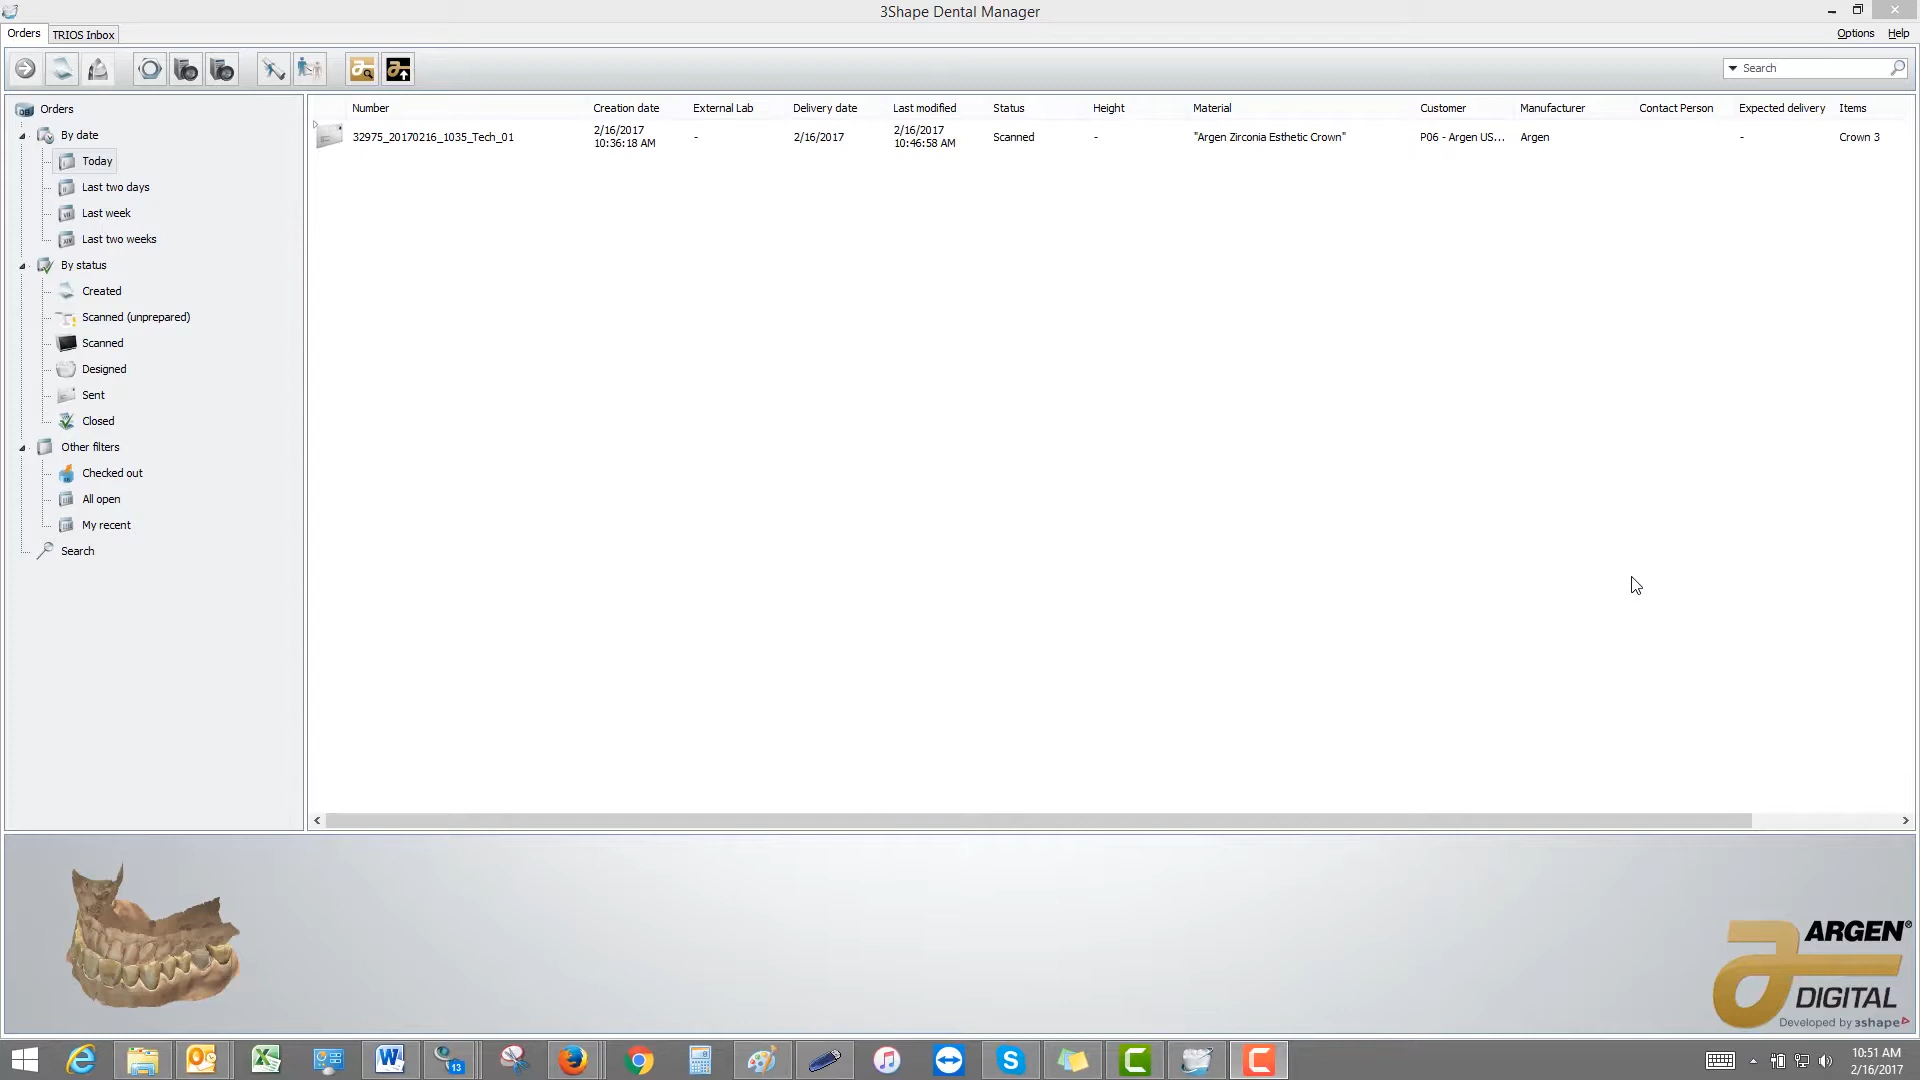 3Shape Dental Manager
Orders
TRIOS Inbox
Options
Help
Search
Orders
By date
Today
Last two days
Last week
Last two weeks
By status
Created
Scanned (unprepared)
Scanned
Designed
Sent
Closed
Other filters
Checked out
All open
My recent
Search
Number Creation date External Lab Delivery date Last modified Status Height Material Customer Manufacturer Contact Person Expected delivery Items
32975_20170216_1035_Tech_01 2/16/2017 10:36:18 AM - 2/16/2017 2/16/2017 10:46:58 AM Scanned - "Argen Zirconia Esthetic Crown" P06 - Argen US... Argen - Crown 3
ARGEN®
DIGITAL
Developed by 3shape
13
10:51 AM
2/16/2017